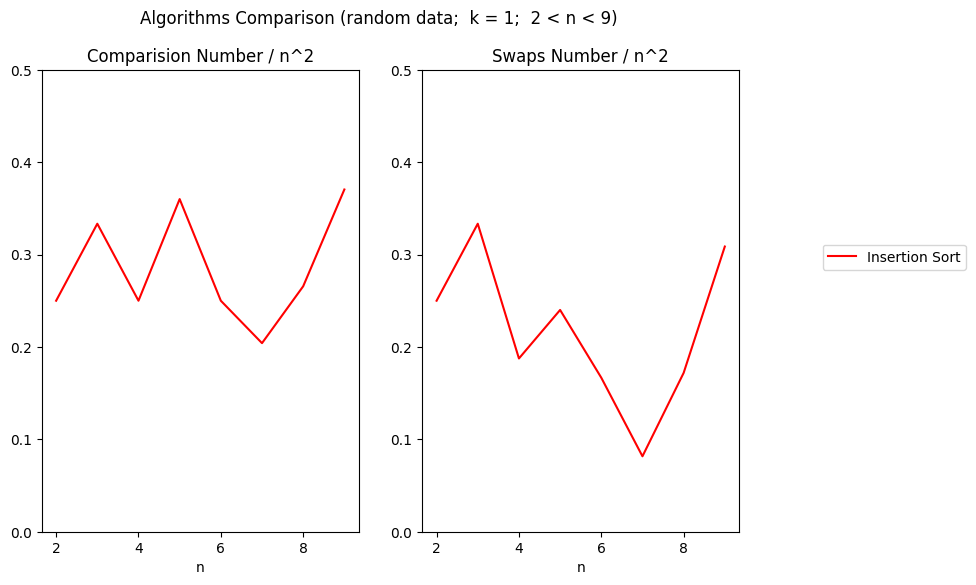 Algorithms Comparison (random data;  k = 1;  2 < n < 9)
Comparision Number / n^2
0.5
0.4
0.3
0.2
0.1
0.0
2 4 6 8
n
Swaps Number / n^2
0.5
0.4
0.3
0.2
0.1
0.0
2 4 6 8
n
Insertion Sort